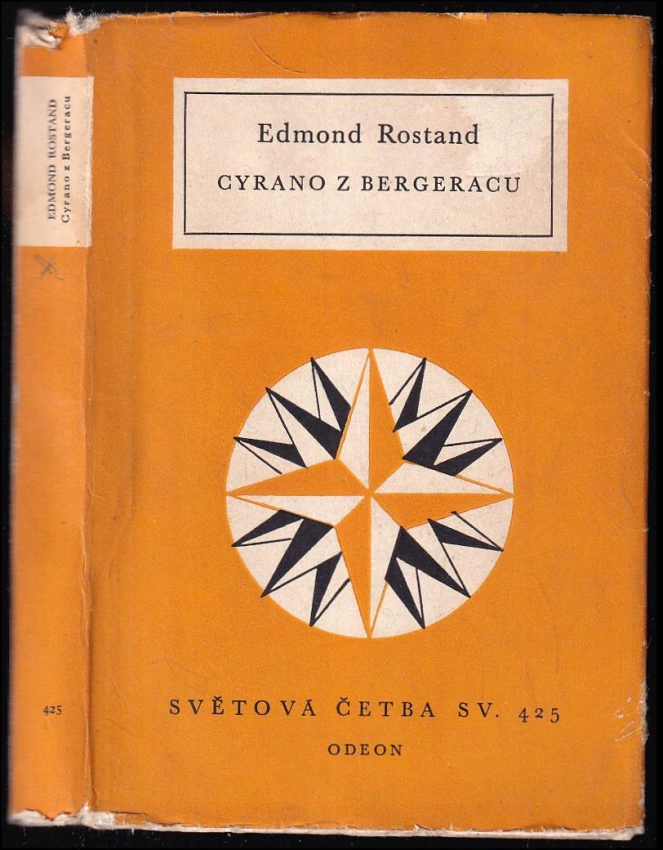 EDMOND ROSTAND
Cyrano z Bergeracu
425
Edmond Rostand
CYRANO Z BERGERACU
SVĚTOVÁ ČETBA SV. 425
ODEON